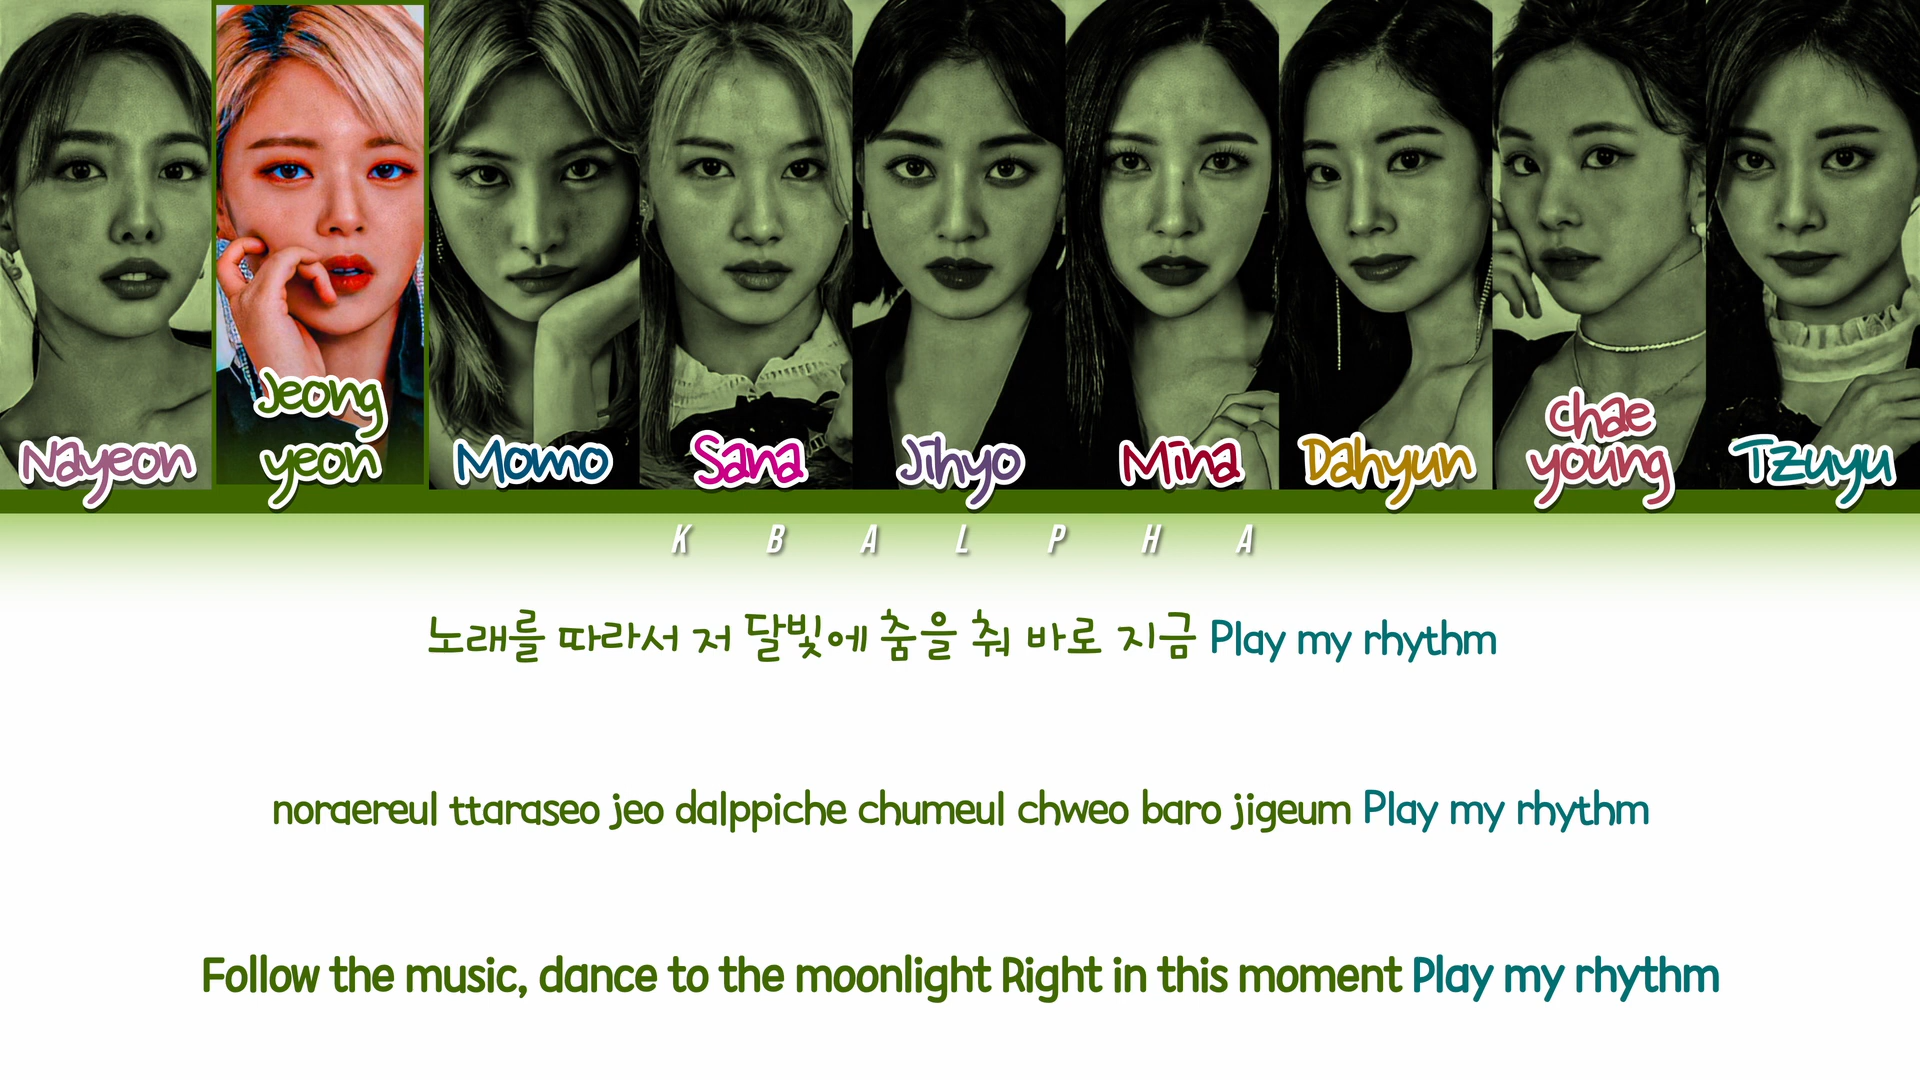 Nayeon
Jeong
yeon
Momo
Sana
Jihyo
Mina
Dahyun
Chae
young
Tzuyu
K B A L P H A
노래를 따라서 저 달빛에 춤을 춰 바로 지금 Play my rhythm
noraereul ttaraseo jeo dalppiche chumeul chweo baro jigeum Play my rhythm
Follow the music, dance to the moonlight Right in this moment Play my rhythm